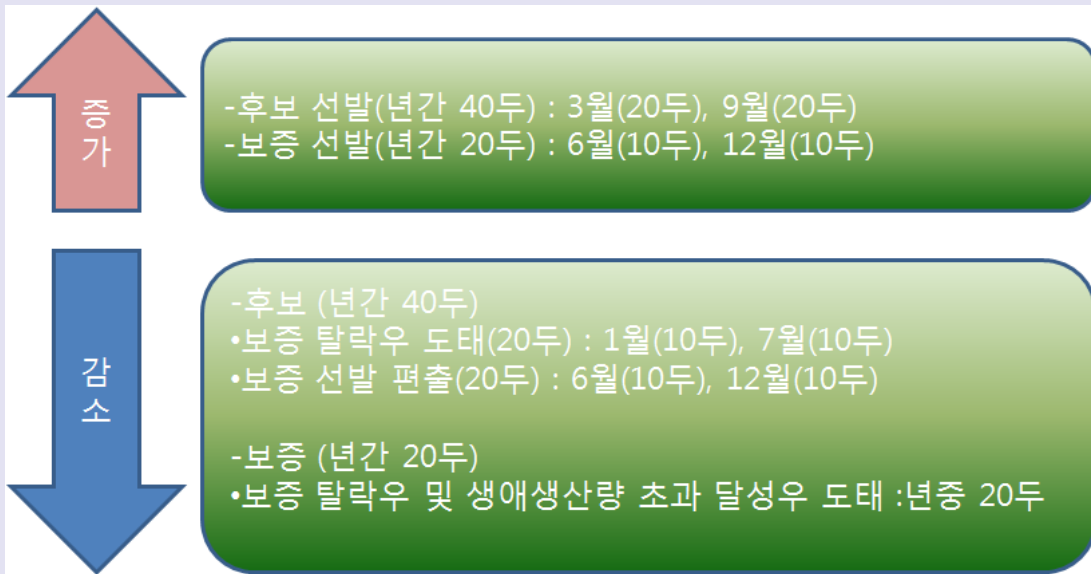 증
가
-후보 선발(년간 40두) : 3월(20두), 9월(20두)
-보증 선발(년간 20두) : 6월(10두), 12월(10두)
감
소
-후보 (년간 40두)
•보증 탈락우 도태(20두) : 1월(10두), 7월(10두)
•보증 선발 편출(20두) : 6월(10두), 12월(10두)
-보증 (년간 20두)
•보증 탈락우 및 생애생산량 초과 달성우 도태 :년중 20두